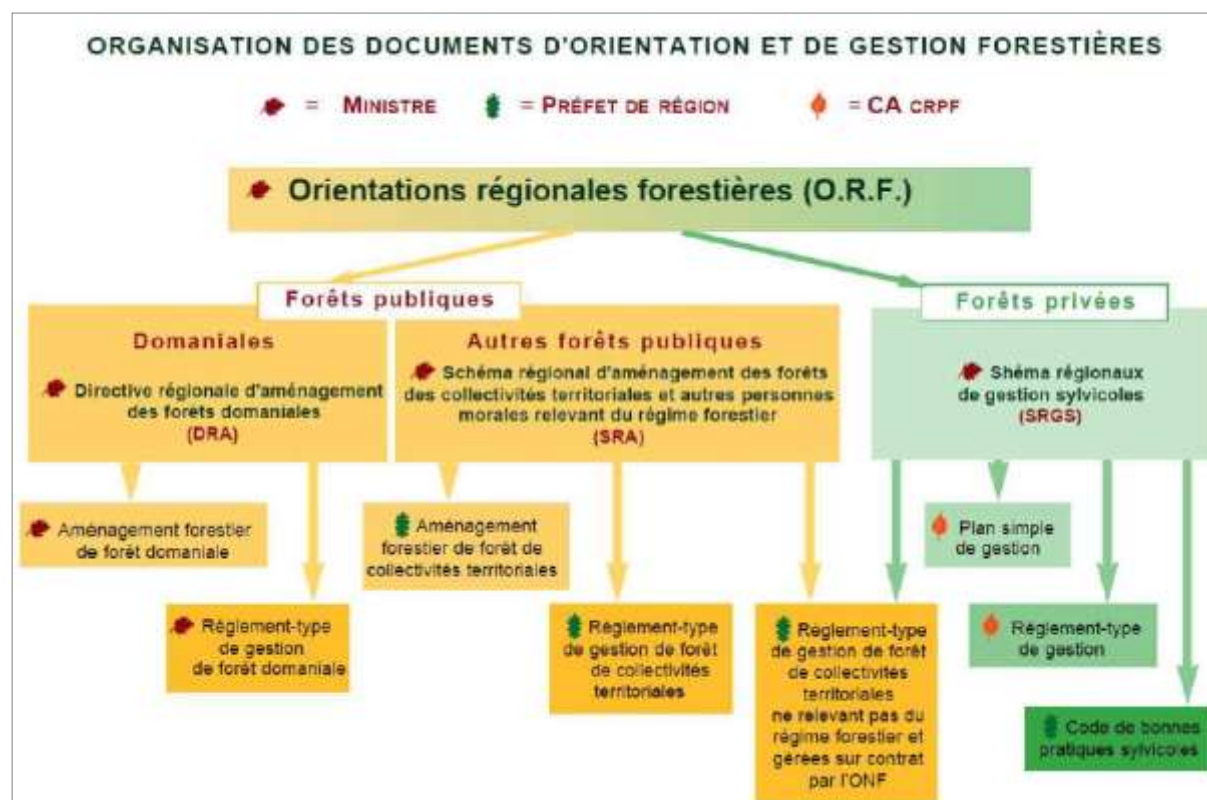 ORGANISATION DES DOCUMENTS D'ORIENTATION ET DE GESTION FORESTIÈRES
= MINISTRE = PRÉFET DE RÉGION = CA CRPF
Orientations régionales forestières (O.R.F.)
Forêts publiques
Forêts privées
Domaniales
Directive régionale d'aménagement
des forêts domaniales
(DRA)
Autres forêts publiques
Schéma régional d'aménagement des forêts
des collectivités territoriales et autres personnes
morales relevant du régime forestier
(SRA)
Shéma régionaux
de gestion sylvicoles
(SRGS)
Aménagement forestier
de forêt domaniale
Aménagement
forestier de forêt de
collectivités territoriales
Plan simple
de gestion
Règlement-type
de gestion
de forêt domaniale
Règlement-type
de gestion de forêt
de collectivités
territoriales
Règlement-type
de gestion de forêt
de collectivités
territoriales
ne relevant pas du
régime forestier et
gérées sur contrat
par l'ONF
Règlement-type
de gestion
Code de bonnes
pratiques sylvicoles